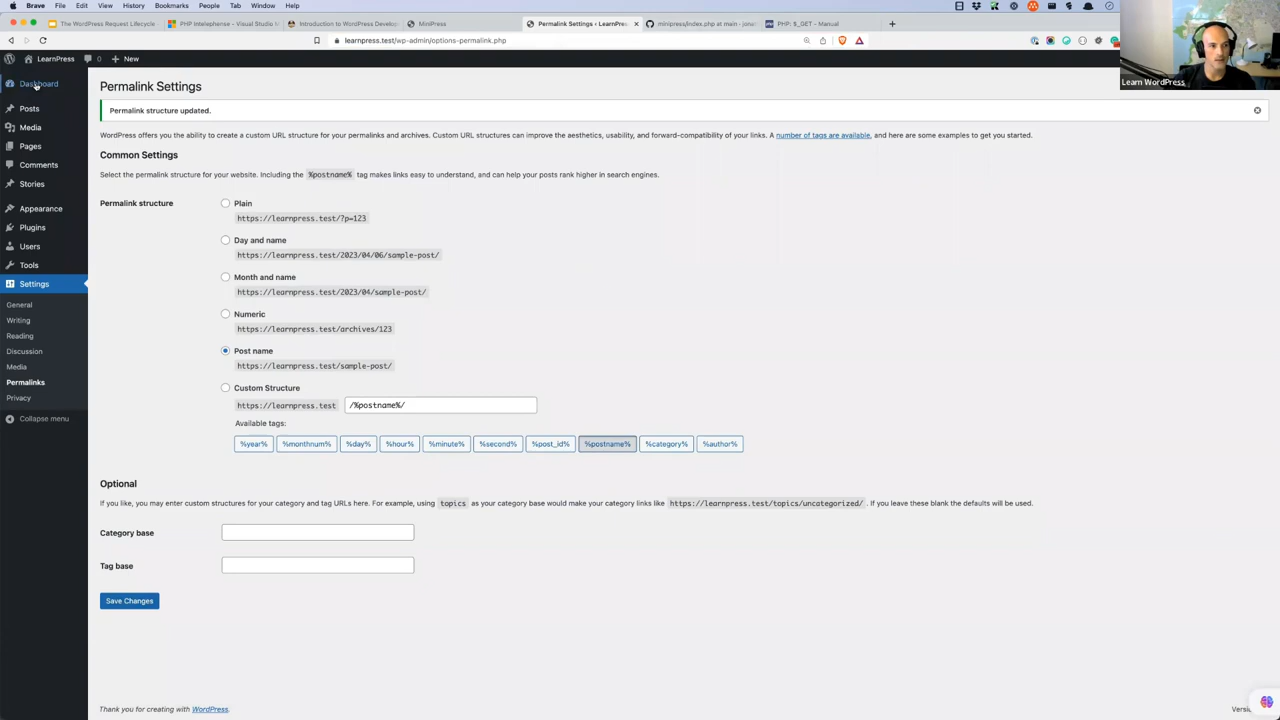 Brave File Edit View History Bookmarks People Tab Window Help
The WordPress Request Lifecycle
PHP Intelephense - Visual Studio M
Introduction to WordPress Develop
MiniPress
Permalink Settings ‹ LearnPress
minipress/index.php at main · jona
PHP: $_GET - Manual
learnpress.test/wp-admin/options-permalink.php
Learn WordPress
LearnPress 0 New
Dashboard
Posts
Media
Pages
Comments
Stories
Appearance
Plugins
Users
Tools
Settings
General
Writing
Reading
Discussion
Media
Permalinks
Privacy
Collapse menu
Permalink Settings
Permalink structure updated.
WordPress offers you the ability to create a custom URL structure for your permalinks and archives. Custom URL structures can improve the aesthetics, usability, and forward-compatibility of your links. A number of tags are available, and here are some examples to get you started.
Common Settings
Select the permalink structure for your website. Including the %postname% tag makes links easy to understand, and can help your posts rank higher in search engines.
Permalink structure
Plain
https://learnpress.test/?p=123
Day and name
https://learnpress.test/2023/04/06/sample-post/
Month and name
https://learnpress.test/2023/04/sample-post/
Numeric
https://learnpress.test/archives/123
Post name
https://learnpress.test/sample-post/
Custom Structure
https://learnpress.test /%postname%/
Available tags:
%year% %monthnum% %day% %hour% %minute% %second% %post_id% %postname% %category% %author%
Optional
If you like, you may enter custom structures for your category and tag URLs here. For example, using topics as your category base would make your category links like https://learnpress.test/topics/uncategorized/ . If you leave these blank the defaults will be used.
Category base
Tag base
Save Changes
Thank you for creating with WordPress.